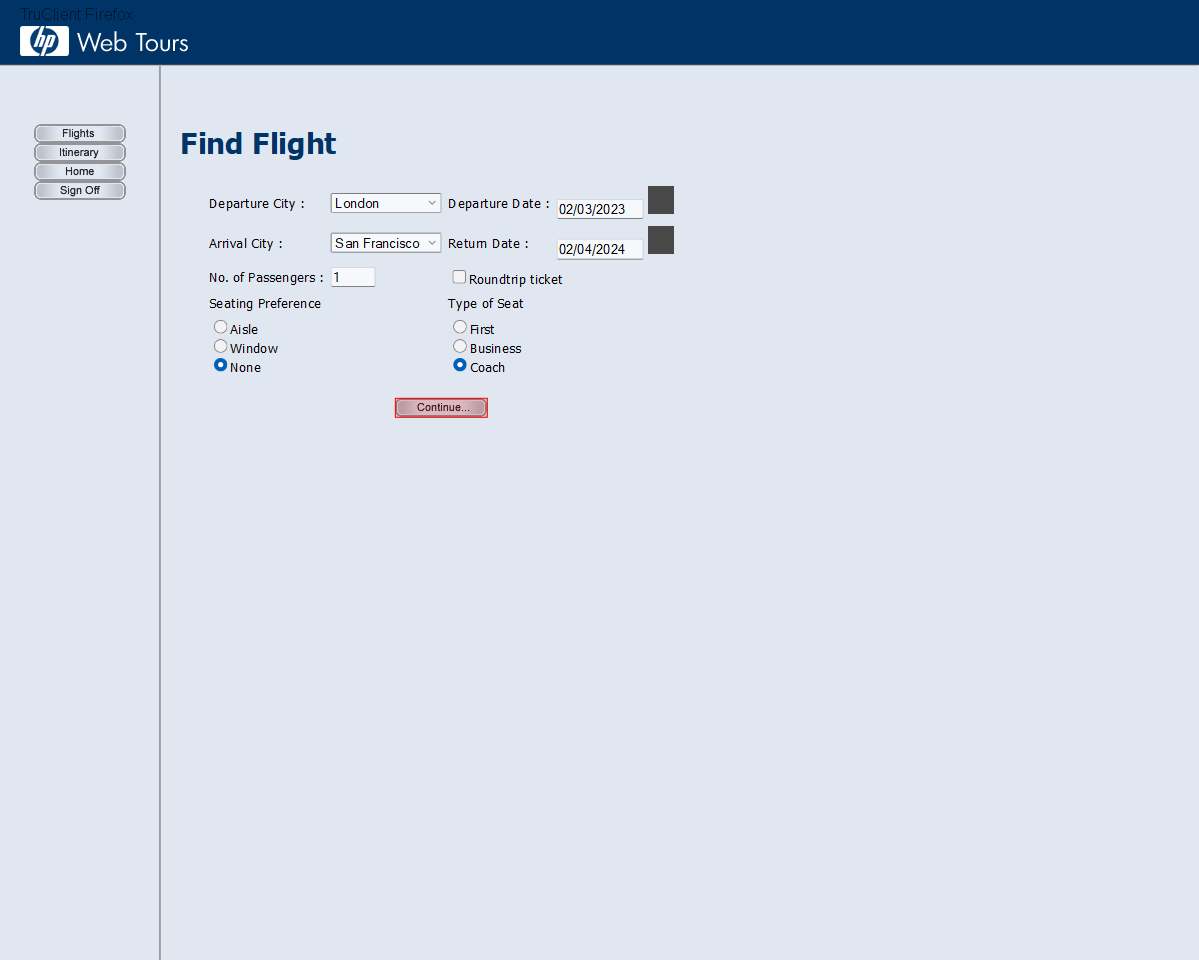 TruClient Firefox
hp Web Tours
Flights
Itinerary
Home
Sign Off
Find Flight
Departure City : London Departure Date : 02/03/2023
Arrival City : San Francisco Return Date : 02/04/2024
No. of Passengers : 1 Roundtrip ticket
Seating Preference Type of Seat
Aisle First
Window Business
None Coach
Continue...